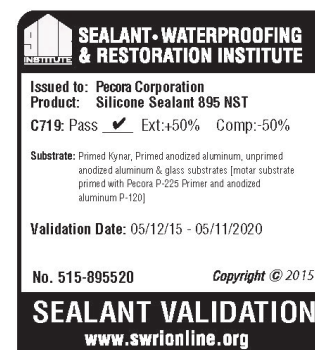 SEALANT•WATERPROOFING
& RESTORATION INSTITUTE
INSTITUTE
Issued to: Pecora Corporation
Product: Silicone Sealant 895 NST
C719: Pass ✔ Ext:+50% Comp:-50%
Substrate: Primed Kynar, Primed anodized aluminum, unprimed
anodized aluminum & glass substrates [motar substrate
primed with Pecora P-225 Primer and anodized
aluminum P-120]
Validation Date: 05/12/15 - 05/11/2020
No. 515-895520 Copyright © 2015
SEALANT VALIDATION
www.swrionline.org